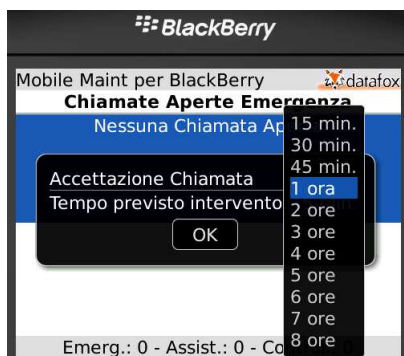 BlackBerry
Mobile Maint per BlackBerry datafox
Chiamate Aperte Emergenza
Nessuna Chiamata Ap
Accettazione Chiamata
Tempo previsto intervento
OK
15 min.
30 min.
45 min.
1 ora
2 ore
3 ore
4 ore
5 ore
6 ore
7 ore
8 ore
Emerg.: 0 - Assist.: 0 - Co